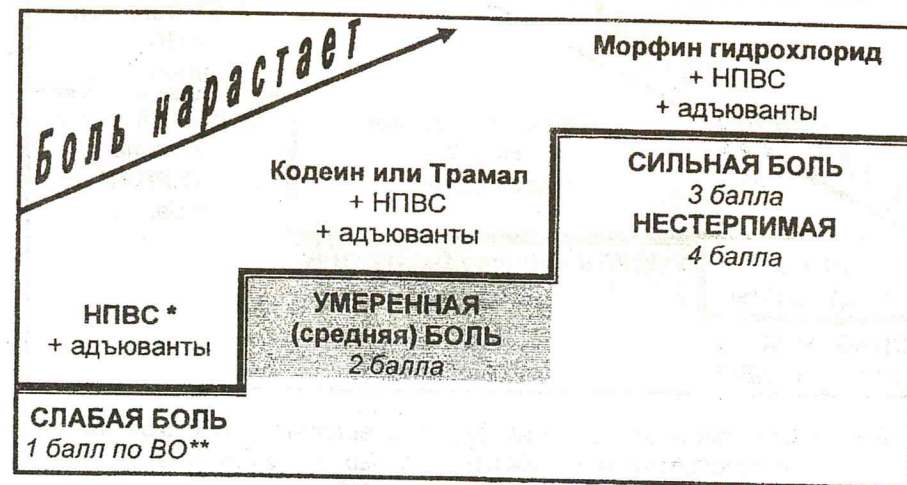 Боль нарастает
Морфин гидрохлорид
+ НПВС
+ адъюванты
Кодеин или Трамал
+ НПВС
+ адъюванты
СИЛЬНАЯ БОЛЬ
3 балла
НЕСТЕРПИМАЯ
4 балла
НПВС *
+ адъюванты
УМЕРЕННАЯ
(средняя) БОЛЬ
2 балла
СЛАБАЯ БОЛЬ
1 балл по ВО**